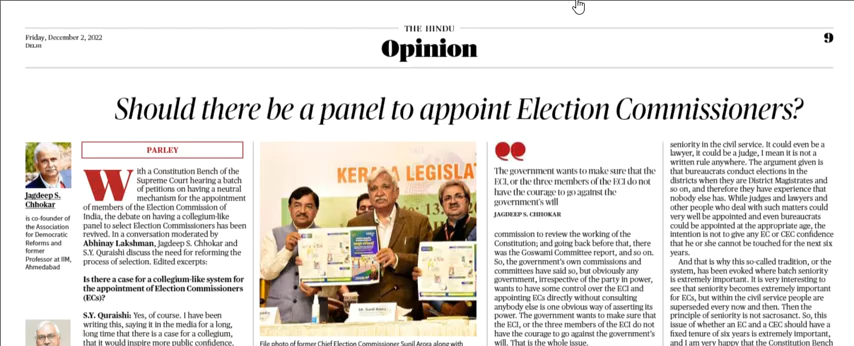 THE HINDU
Friday, December 2, 2022
DELHI
Opinion
9
Should there be a panel to appoint Election Commissioners?
Jagdeep S.
Chhokar
is co-founder of
the Association
for Democratic
Reforms and
former
Professor at IIM,
Ahmedabad
PARLEY
With a Constitution Bench of the
Supreme Court hearing a batch
of petitions on having a neutral
mechanism for the appointment
of members of the Election Commission of
India, the debate on having a collegium-like
panel to select Election Commissioners has been
revived. In a conversation moderated by
Abhinay Lakshman, Jagdeep S. Chhokar and
S.Y. Quraishi discuss the need for reforming the
process of selection. Edited excerpts:
Is there a case for a collegium-like system for
the appointment of Election Commissioners
(ECs)?
S.Y. Quraishi: Yes, of course. I have been
writing this, saying it in the media for a long,
long time that there is a case for a collegium,
that it would inspire more public confidence.
KERALA LEGISLA
File photo of former Chief Election Commissioner Sunil Arora along with
The government wants to make sure that the
ECI, or the three members of the ECI do not
have the courage to go against the
government's will
JAGDEEP S. CHHOKAR
commission to review the working of the
Constitution; and going back before that, there
was the Goswami Committee report, and so on.
So, the government's own commissions and
committees have said so, but obviously any
government, irrespective of the party in power,
wants to have some control over the ECI and
appointing ECs directly without consulting
anybody else is one obvious way of asserting its
power. The government wants to make sure that
the ECI, or the three members of the ECI do not
have the courage to go against the government's
will. That is the whole issue.
seniority in the civil service. It could even be a
lawyer, it could be a judge, I mean it is not a
written rule anywhere. The argument given is
that bureaucrats conduct elections in the
districts when they are District Magistrates and
so on, and therefore they have experience that
nobody else has. While judges and lawyers and
other people who deal with such matters could
very well be appointed and even bureaucrats
could be appointed at the appropriate age, the
intention is not to give any EC or CEC confidence
that he or she cannot be touched for the next six
years.
And that is why this so-called tradition, or the
system, has been evoked where batch seniority
is extremely important. It is very interesting to
see that seniority becomes extremely important
for ECs, but within the civil service people are
superseded every now and then. Then the
principle of seniority is not sacrosanct. So, this
issue of whether an EC and a CEC should have a
fixed tenure of six years is extremely important,
and I am very happy that the Constitution Bench